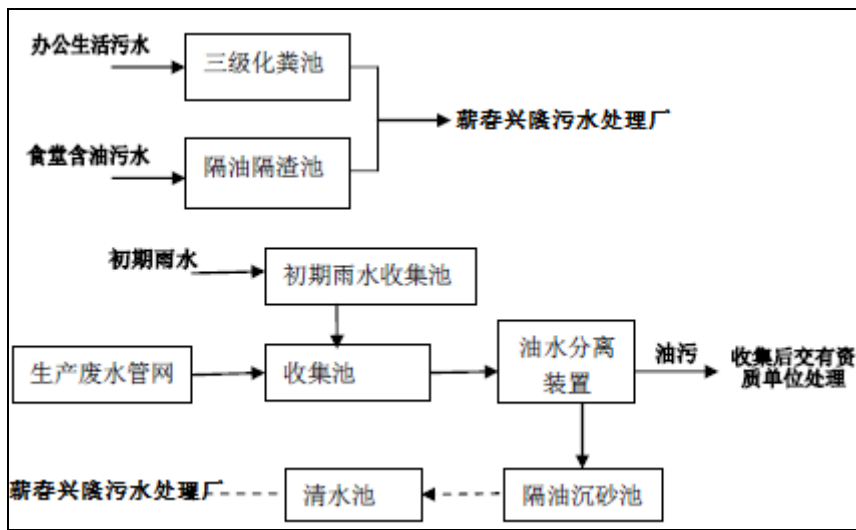 办公生活污水
三级化粪池
蕲春兴隆污水处理厂
食堂含油污水
隔油隔渣池
初期雨水
初期雨水收集池
生产废水管网
收集池
油水分离
装置
油污
收集后交有资
质单位处理
蕲春兴隆污水处理厂
清水池
隔油沉砂池